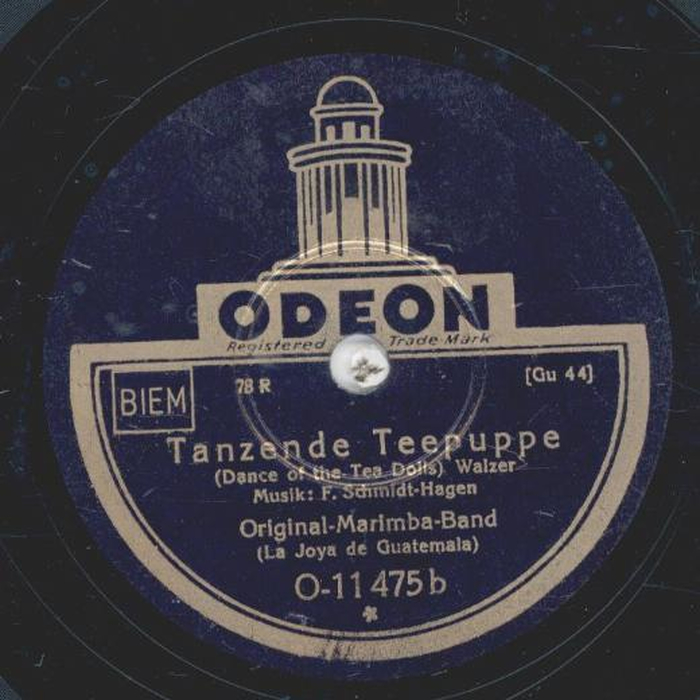 ODEON
Registered Trade Mark
BIEM
78 R
[Gu 44]
Tanzende Teepuppe
(Dance of the Tea Dolls) Walzer
Musik: F. Schmidt-Hagen
Original-Marimba-Band
(La Joya de Guatemala)
O-11475b